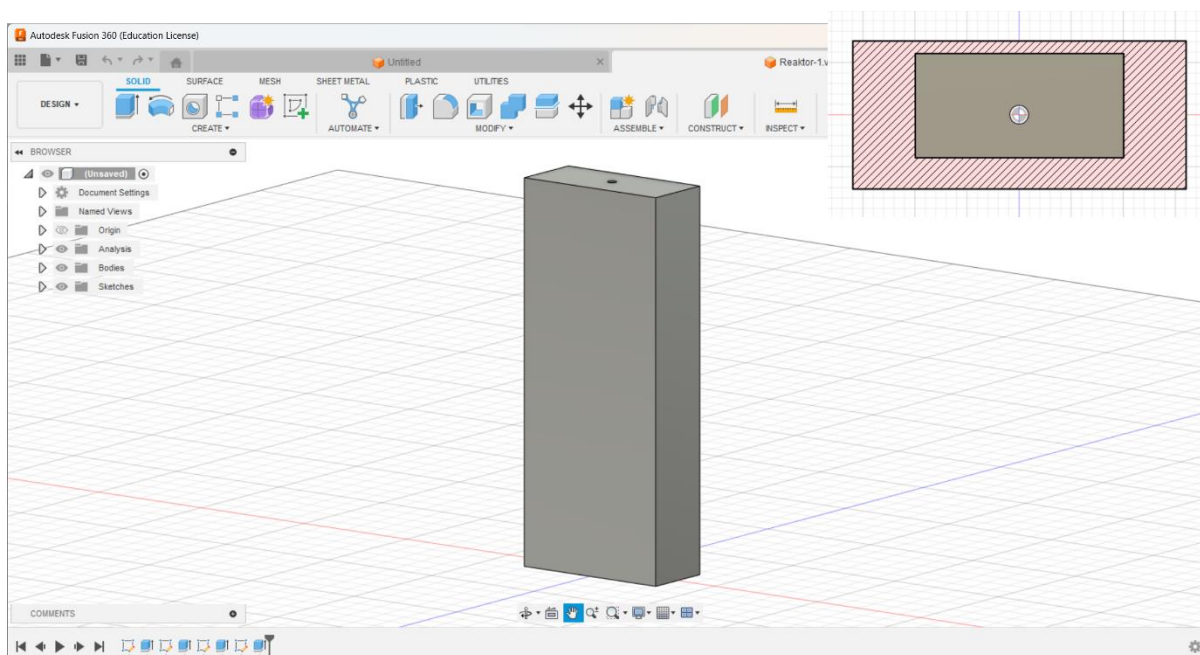 Autodesk Fusion 360 (Education License)
Untitled
Reaktor-1.v
SOLID SURFACE MESH SHEET METAL PLASTIC UTILITIES
DESIGN
CREATE AUTOMATE MODIFY ASSEMBLE CONSTRUCT INSPECT
BROWSER
(Unsaved)
Document Settings
Named Views
Origin
Analysis
Bodies
Sketches
COMMENTS